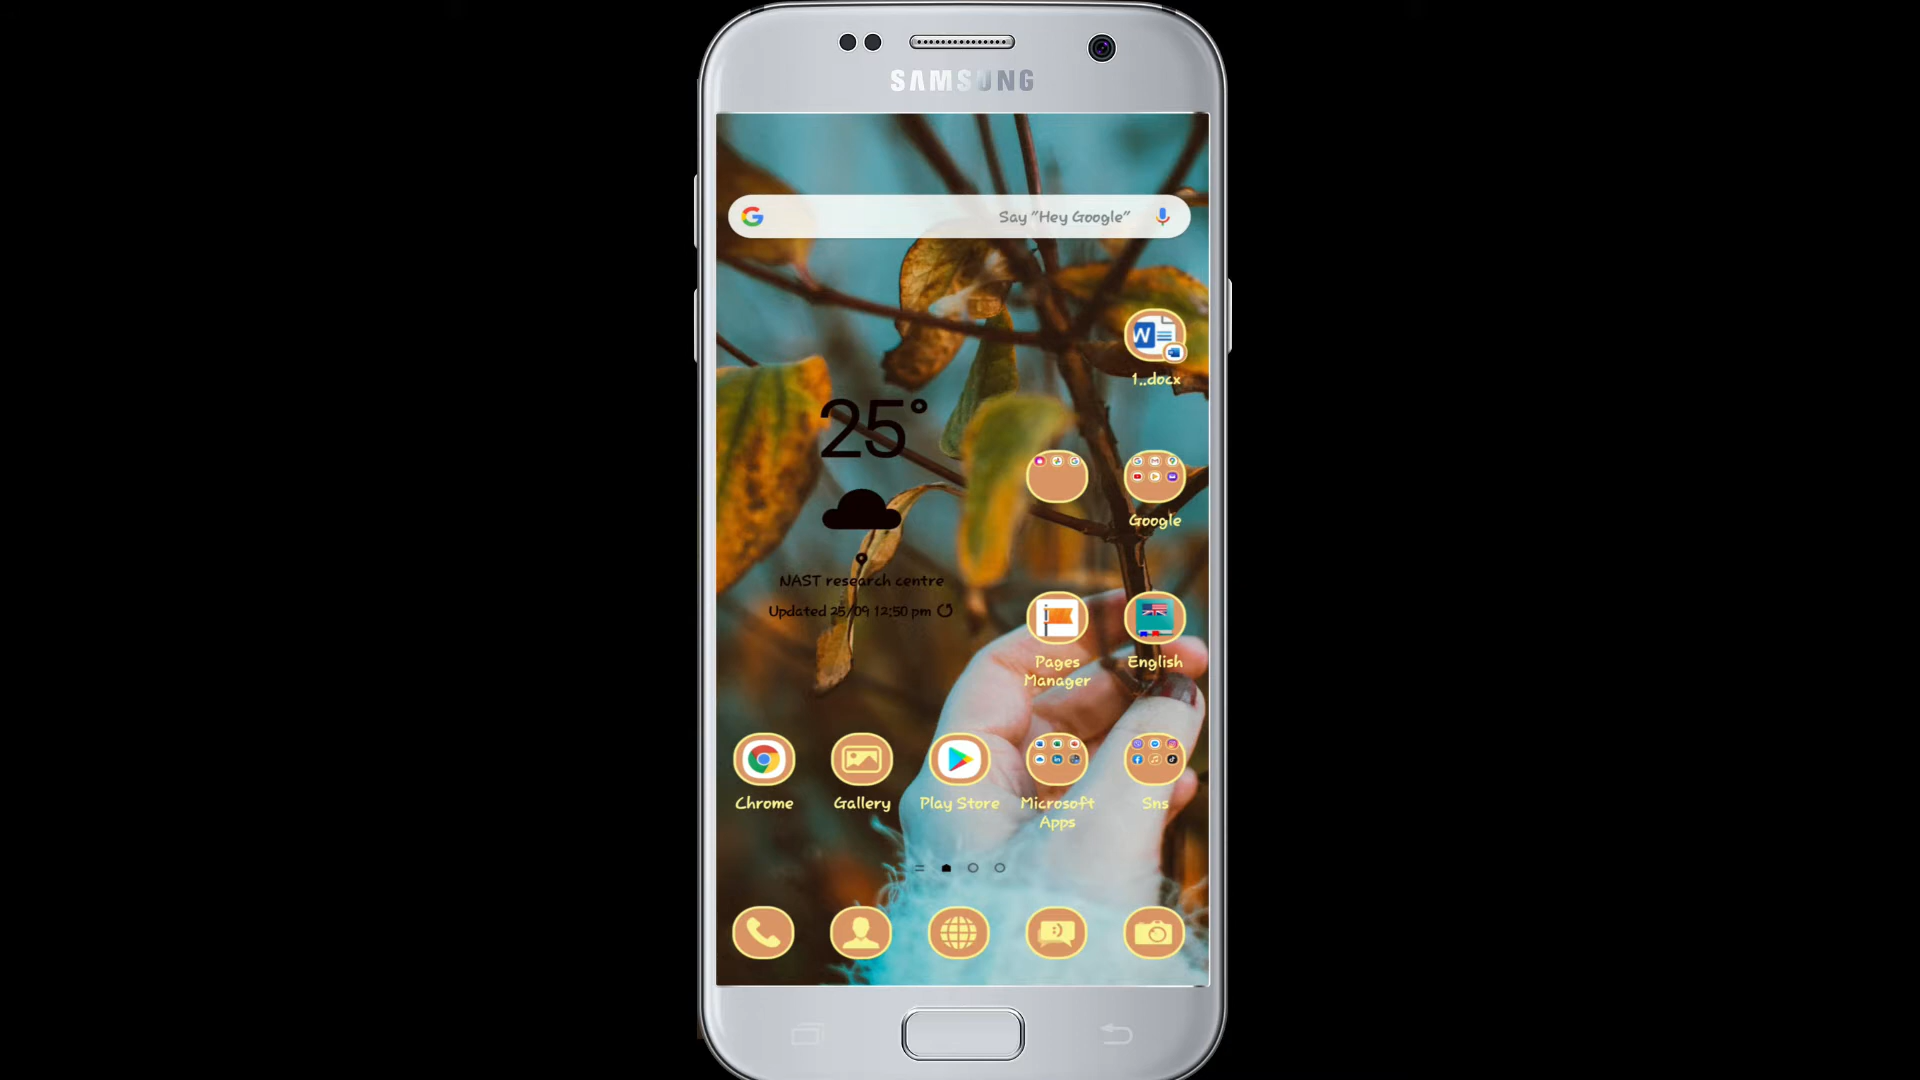 SAMSUNG
Say "Hey Google"
W
1..docx
25°
Google
NAST research centre
Updated 25/09 12:50 pm
Pages
Manager
English
Chrome
Gallery
Play Store
Microsoft
Apps
Sns